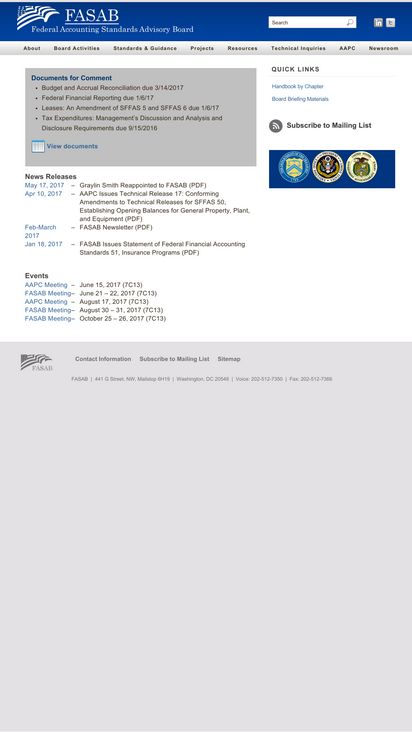 FASAB
Federal Accounting Standards Advisory Board
Search
About Board Activities Standards & Guidance Projects Resources Technical Inquiries AAPC Newsroom
Documents for Comment
• Budget and Accrual Reconciliation due 3/14/2017
• Federal Financial Reporting due 1/6/17
• Leases: An Amendment of SFFAS 5 and SFFAS 6 due 1/6/17
• Tax Expenditures: Management's Discussion and Analysis and
Disclosure Requirements due 9/15/2016
View documents
News Releases
May 17, 2017 – Graylin Smith Reappointed to FASAB (PDF)
Apr 10, 2017 – AAPC Issues Technical Release 17: Conforming
Amendments to Technical Releases for SFFAS 50,
Establishing Opening Balances for General Property, Plant,
and Equipment (PDF)
Feb-March – FASAB Newsletter (PDF)
2017
Jan 18, 2017 – FASAB Issues Statement of Federal Financial Accounting
Standards 51, Insurance Programs (PDF)
Events
AAPC Meeting – June 15, 2017 (7C13)
FASAB Meeting– June 21 – 22, 2017 (7C13)
AAPC Meeting – August 17, 2017 (7C13)
FASAB Meeting– August 30 – 31, 2017 (7C13)
FASAB Meeting– October 25 – 26, 2017 (7C13)
QUICK LINKS
Handbook by Chapter
Board Briefing Materials
Subscribe to Mailing List
FASAB
Contact Information Subscribe to Mailing List Sitemap
FASAB | 441 G Street, NW, Mailstop 6H19 | Washington, DC 20548 | Voice: 202-512-7350 | Fax: 202-512-7366